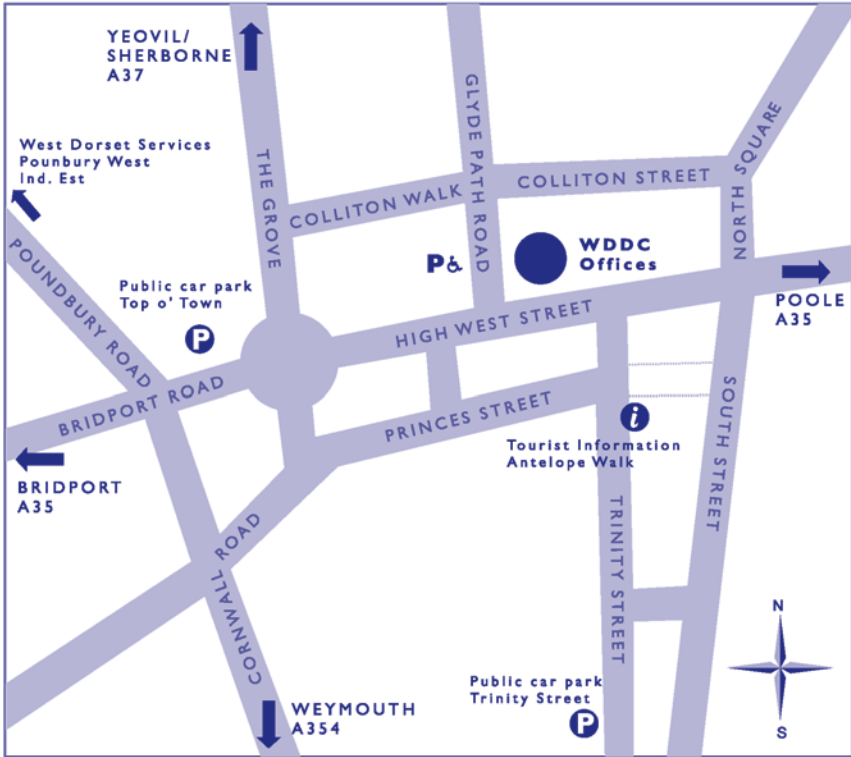 YEOVIL/
SHERBORNE
A37
West Dorset Services
Pounbury West
Ind. Est
THE GROVE
GLYDE PATH ROAD
NORTH SQUARE
COLLITON WALK
COLLITON STREET
POUNDBURY ROAD
Public car park
Top o' Town
P
P
WDDC
Offices
POOLE
A35
HIGH WEST STREET
BRIDPORT ROAD
PRINCES STREET
SOUTH STREET
i
Tourist Information
Antelope Walk
BRIDPORT
A35
ROAD
CORNWALL
TRINITY STREET
WEYMOUTH
A354
Public car park
Trinity Street
P
N
S